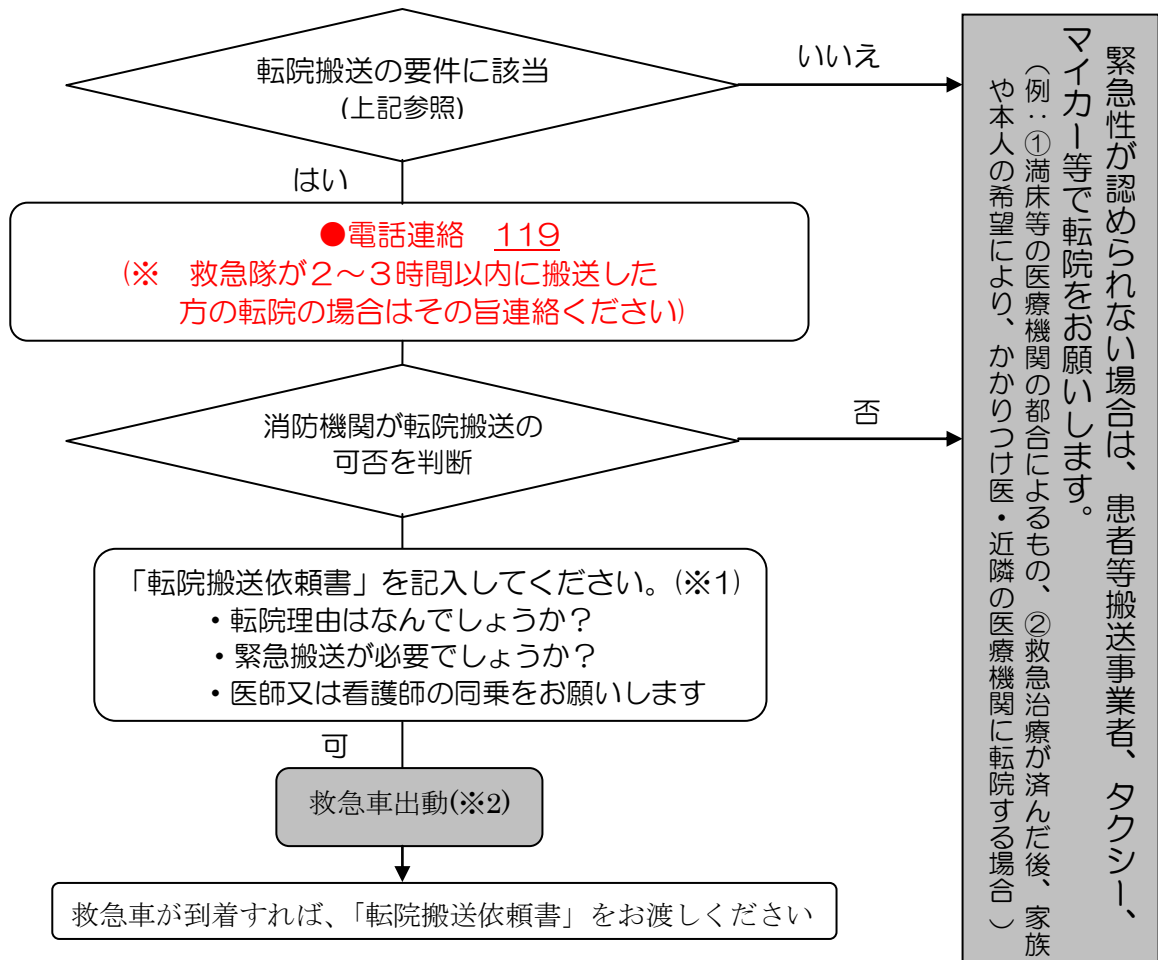 転院搬送の要件に該当
(上記参照)
いいえ
はい
●電話連絡 119
(※ 救急隊が2～3時間以内に搬送した
方の転院の場合はその旨連絡ください)
消防機関が転院搬送の
可否を判断
否
「転院搬送依頼書」を記入してください。(※1)
・転院理由はなんでしょうか？
・緊急搬送が必要でしょうか？
・医師又は看護師の同乗をお願いします
可
救急車出動(※2)
救急車が到着すれば、「転院搬送依頼書」をお渡しください
緊急性が認められない場合は、患者等搬送事業者、タクシー、
マイカー等で転院をお願いします。
（例：①満床等の医療機関の都合によるもの、②救急治療が済んだ後、家族
や本人の希望により、かかりつけ医・近隣の医療機関に転院する場合）